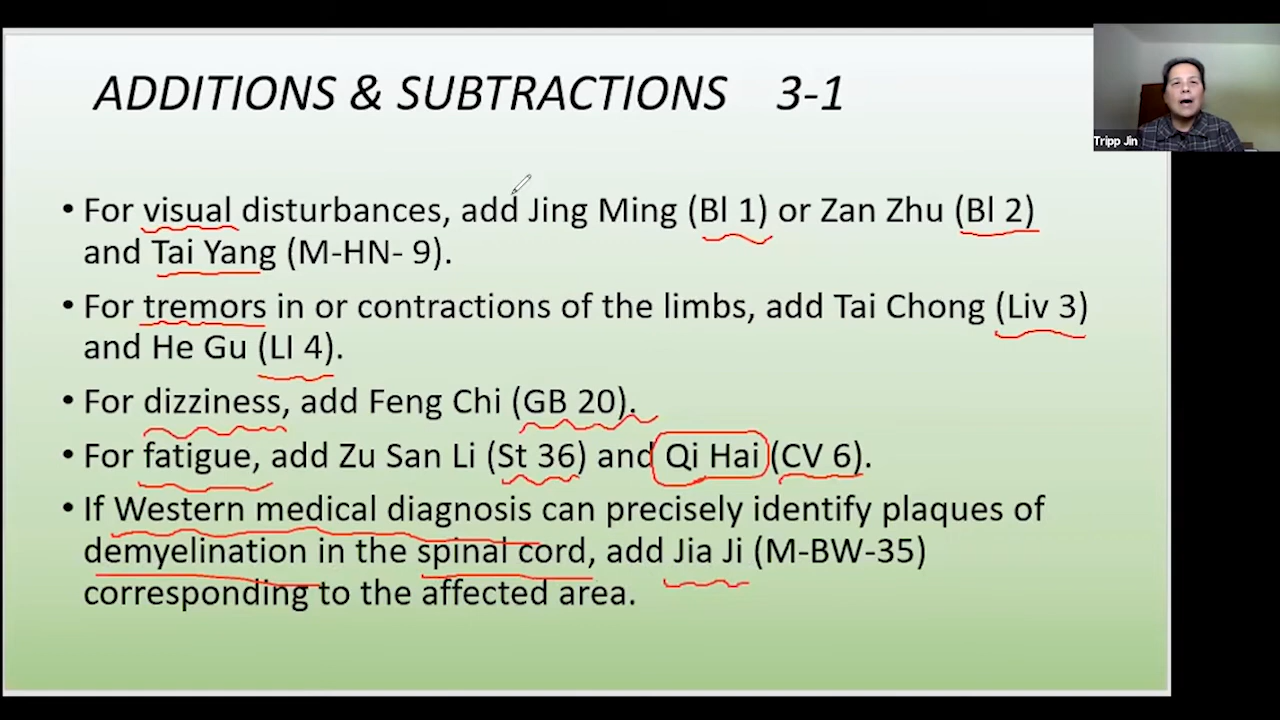 ADDITIONS & SUBTRACTIONS 3-1
Tripp Jin
• For visual disturbances, add Jing Ming (Bl 1) or Zan Zhu (Bl 2)
and Tai Yang (M-HN- 9).
• For tremors in or contractions of the limbs, add Tai Chong (Liv 3)
and He Gu (LI 4).
• For dizziness, add Feng Chi (GB 20).
• For fatigue, add Zu San Li (St 36) and Qi Hai (CV 6).
• If Western medical diagnosis can precisely identify plaques of
demyelination in the spinal cord, add Jia Ji (M-BW-35)
corresponding to the affected area.